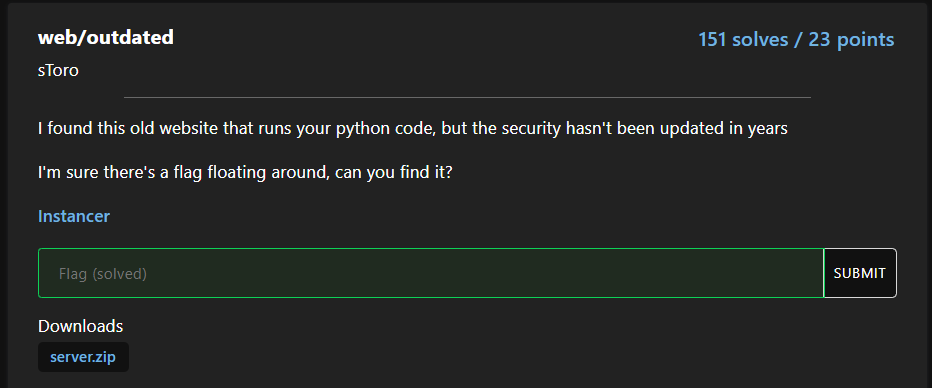 web/outdated
151 solves / 23 points
sToro
I found this old website that runs your python code, but the security hasn't been updated in years
I'm sure there's a flag floating around, can you find it?
Instancer
Flag (solved)
SUBMIT
Downloads
server.zip